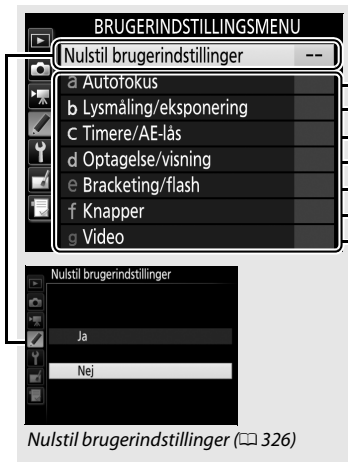 BRUGERINDSTILLINGSMENU
Nulstil brugerindstillinger --
a Autofokus
b Lysmåling/eksponering
c Timere/AE-lås
d Optagelse/visning
e Bracketing/flash
f Knapper
g Video
Nulstil brugerindstillinger
Ja
Nej
Nulstil brugerindstillinger (📖 326)